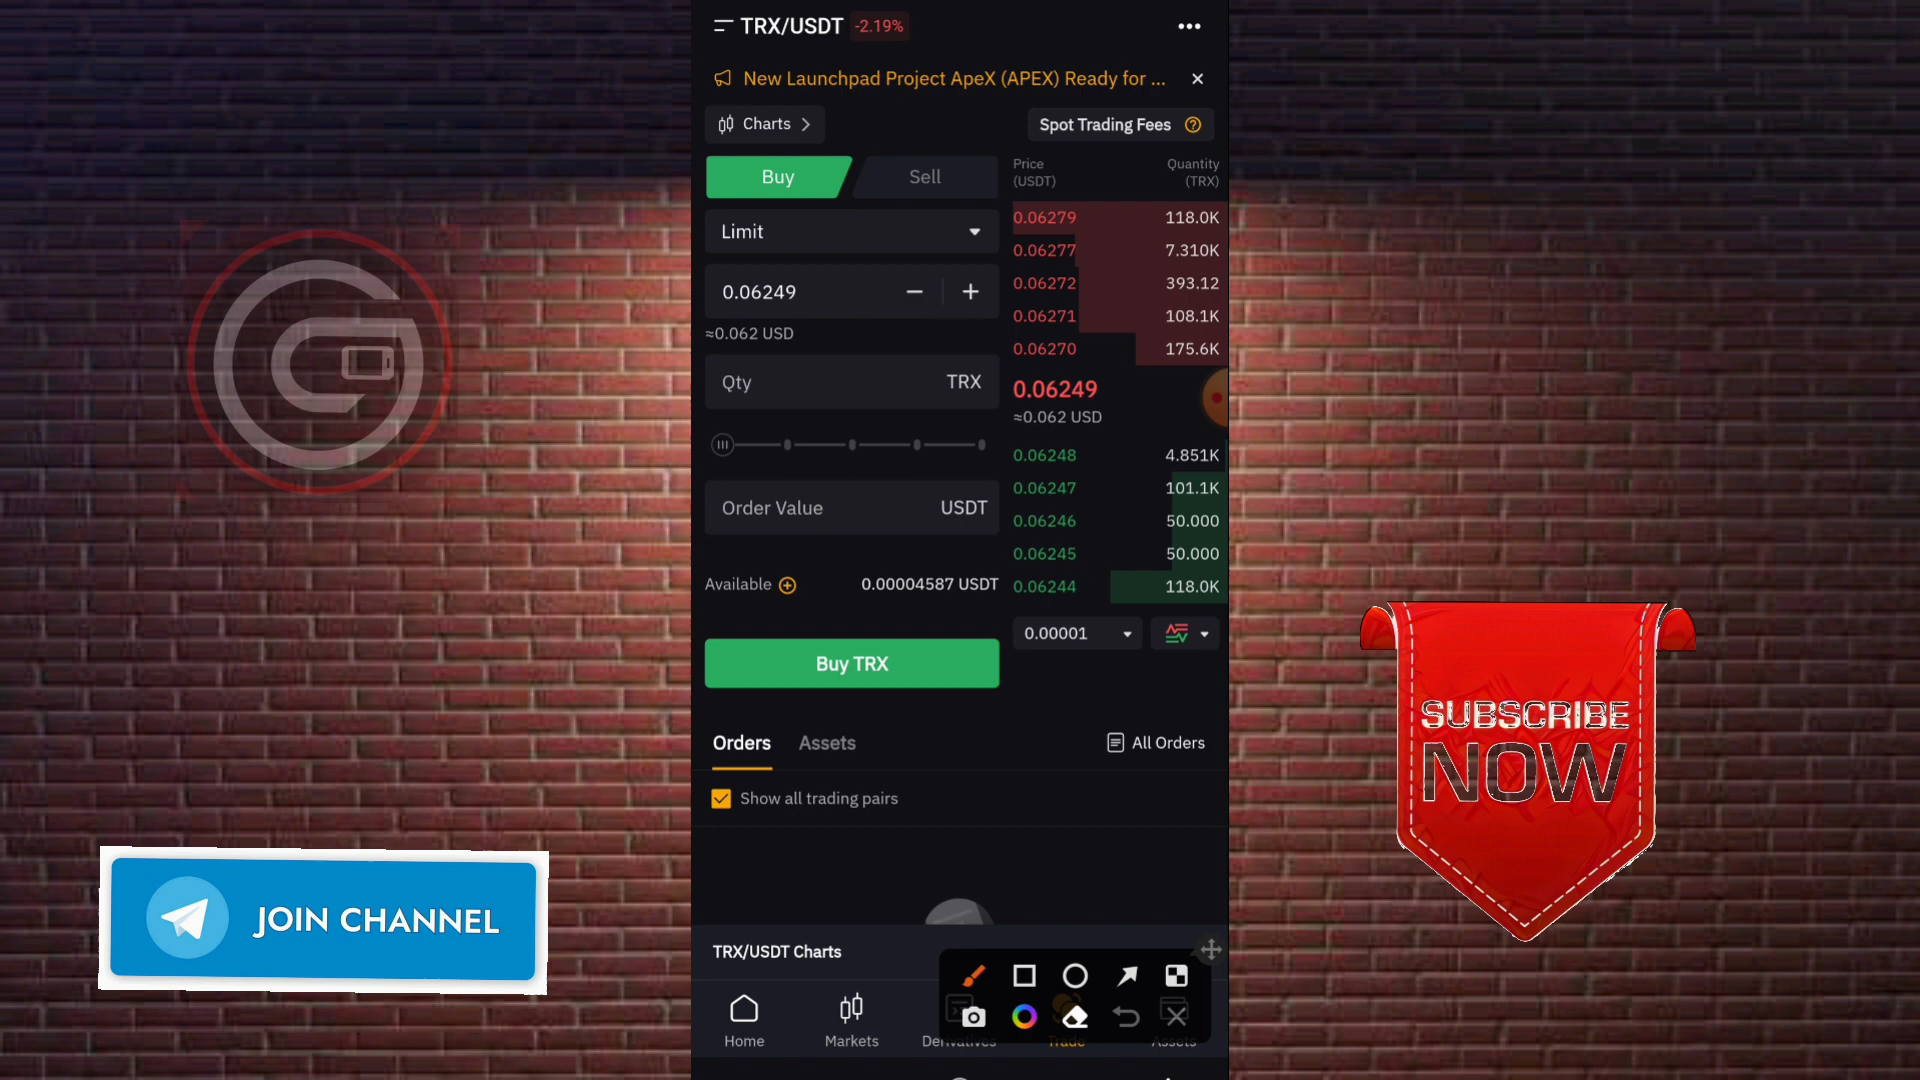 TRX/USDT -2.19%
New Launchpad Project ApeX (APEX) Ready for ...
Charts
Spot Trading Fees
Buy
Sell
Price
(USDT)
Quantity
(TRX)
Limit
0.06249
≈0.062 USD
Qty TRX
Order Value USDT
Available 0.00004587 USDT
Buy TRX
0.06279 118.0K
0.06277 7.310K
0.06272 393.12
0.06271 108.1K
0.06270 175.6K
0.06249
≈0.062 USD
0.06248 4.851K
0.06247 101.1K
0.06246 50.000
0.06245 50.000
0.06244 118.0K
0.00001
Orders Assets All Orders
Show all trading pairs
TRX/USDT Charts
Home Markets Derivatives Trade Assets
JOIN CHANNEL
SUBSCRIBE
NOW